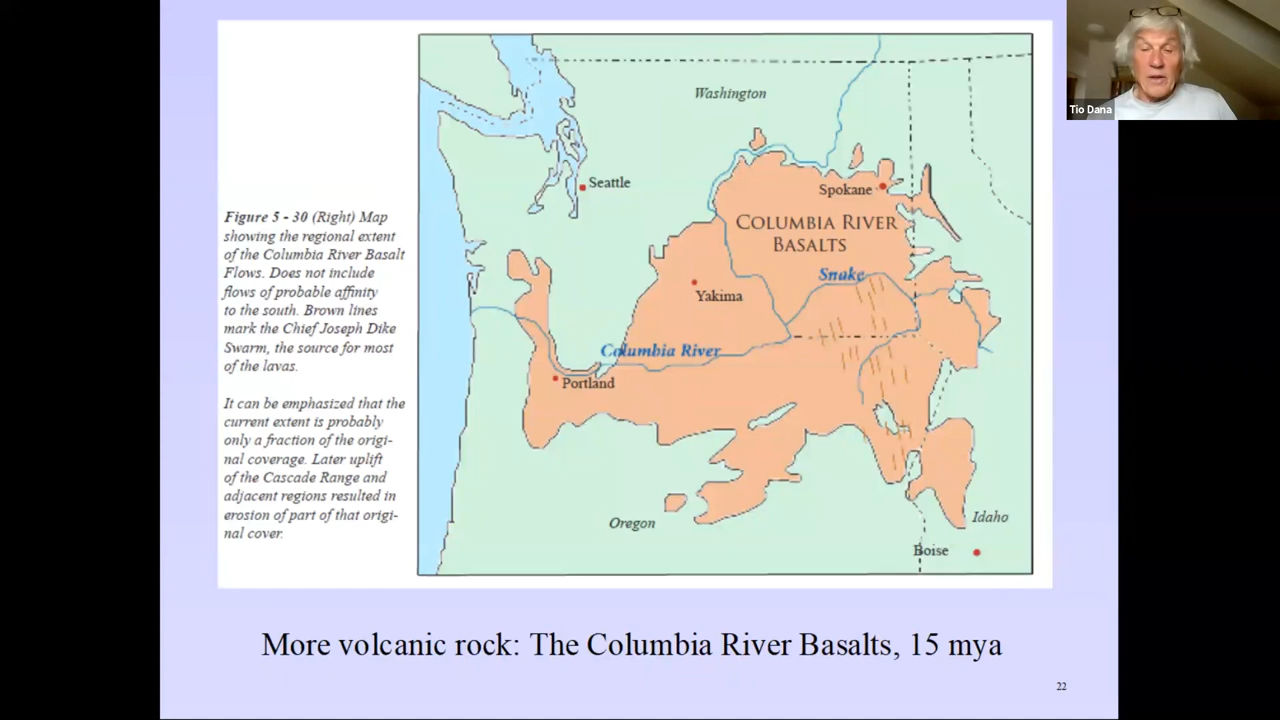 Tio Dana
Washington
Seattle
Spokane
COLUMBIA RIVER
BASALTS
Snake
Yakima
Columbia River
Portland
Oregon
Idaho
Boise
Figure 5 - 30 (Right) Map
showing the regional extent
of the Columbia River Basalt
Flows. Does not include
flows of probable affinity
to the south. Brown lines
mark the Chief Joseph Dike
Swarm, the source for most
of the lavas.
It can be emphasized that the
current extent is probably
only a fraction of the origi-
nal coverage. Later uplift
of the Cascade Range and
adjacent regions resulted in
erosion of part of that origi-
nal cover.
More volcanic rock: The Columbia River Basalts, 15 mya
22